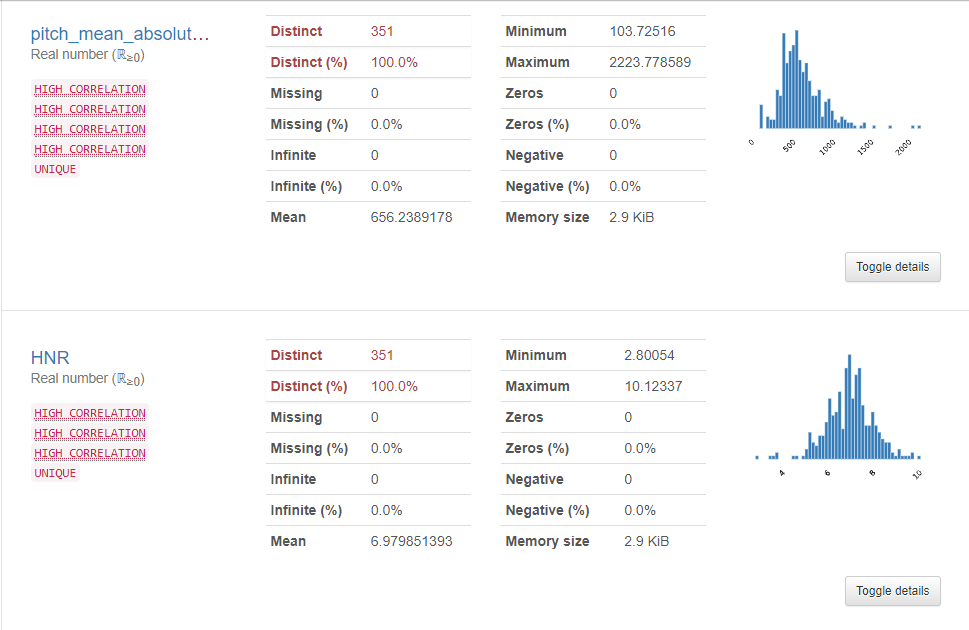 pitch_mean_absolut...
Real number (ℝ≥0)
HIGH CORRELATION
HIGH CORRELATION
HIGH CORRELATION
HIGH CORRELATION
UNIQUE
Distinct 351
Distinct (%) 100.0%
Missing 0
Missing (%) 0.0%
Infinite 0
Infinite (%) 0.0%
Mean 656.2389178
Minimum 103.72516
Maximum 2223.778589
Zeros 0
Zeros (%) 0.0%
Negative 0
Negative (%) 0.0%
Memory size 2.9 KiB
0 500 1000 1500 2000
Toggle details
HNR
Real number (ℝ≥0)
HIGH CORRELATION
HIGH CORRELATION
HIGH CORRELATION
UNIQUE
Distinct 351
Distinct (%) 100.0%
Missing 0
Missing (%) 0.0%
Infinite 0
Infinite (%) 0.0%
Mean 6.979851393
Minimum 2.80054
Maximum 10.12337
Zeros 0
Zeros (%) 0.0%
Negative 0
Negative (%) 0.0%
Memory size 2.9 KiB
4 6 8 10
Toggle details